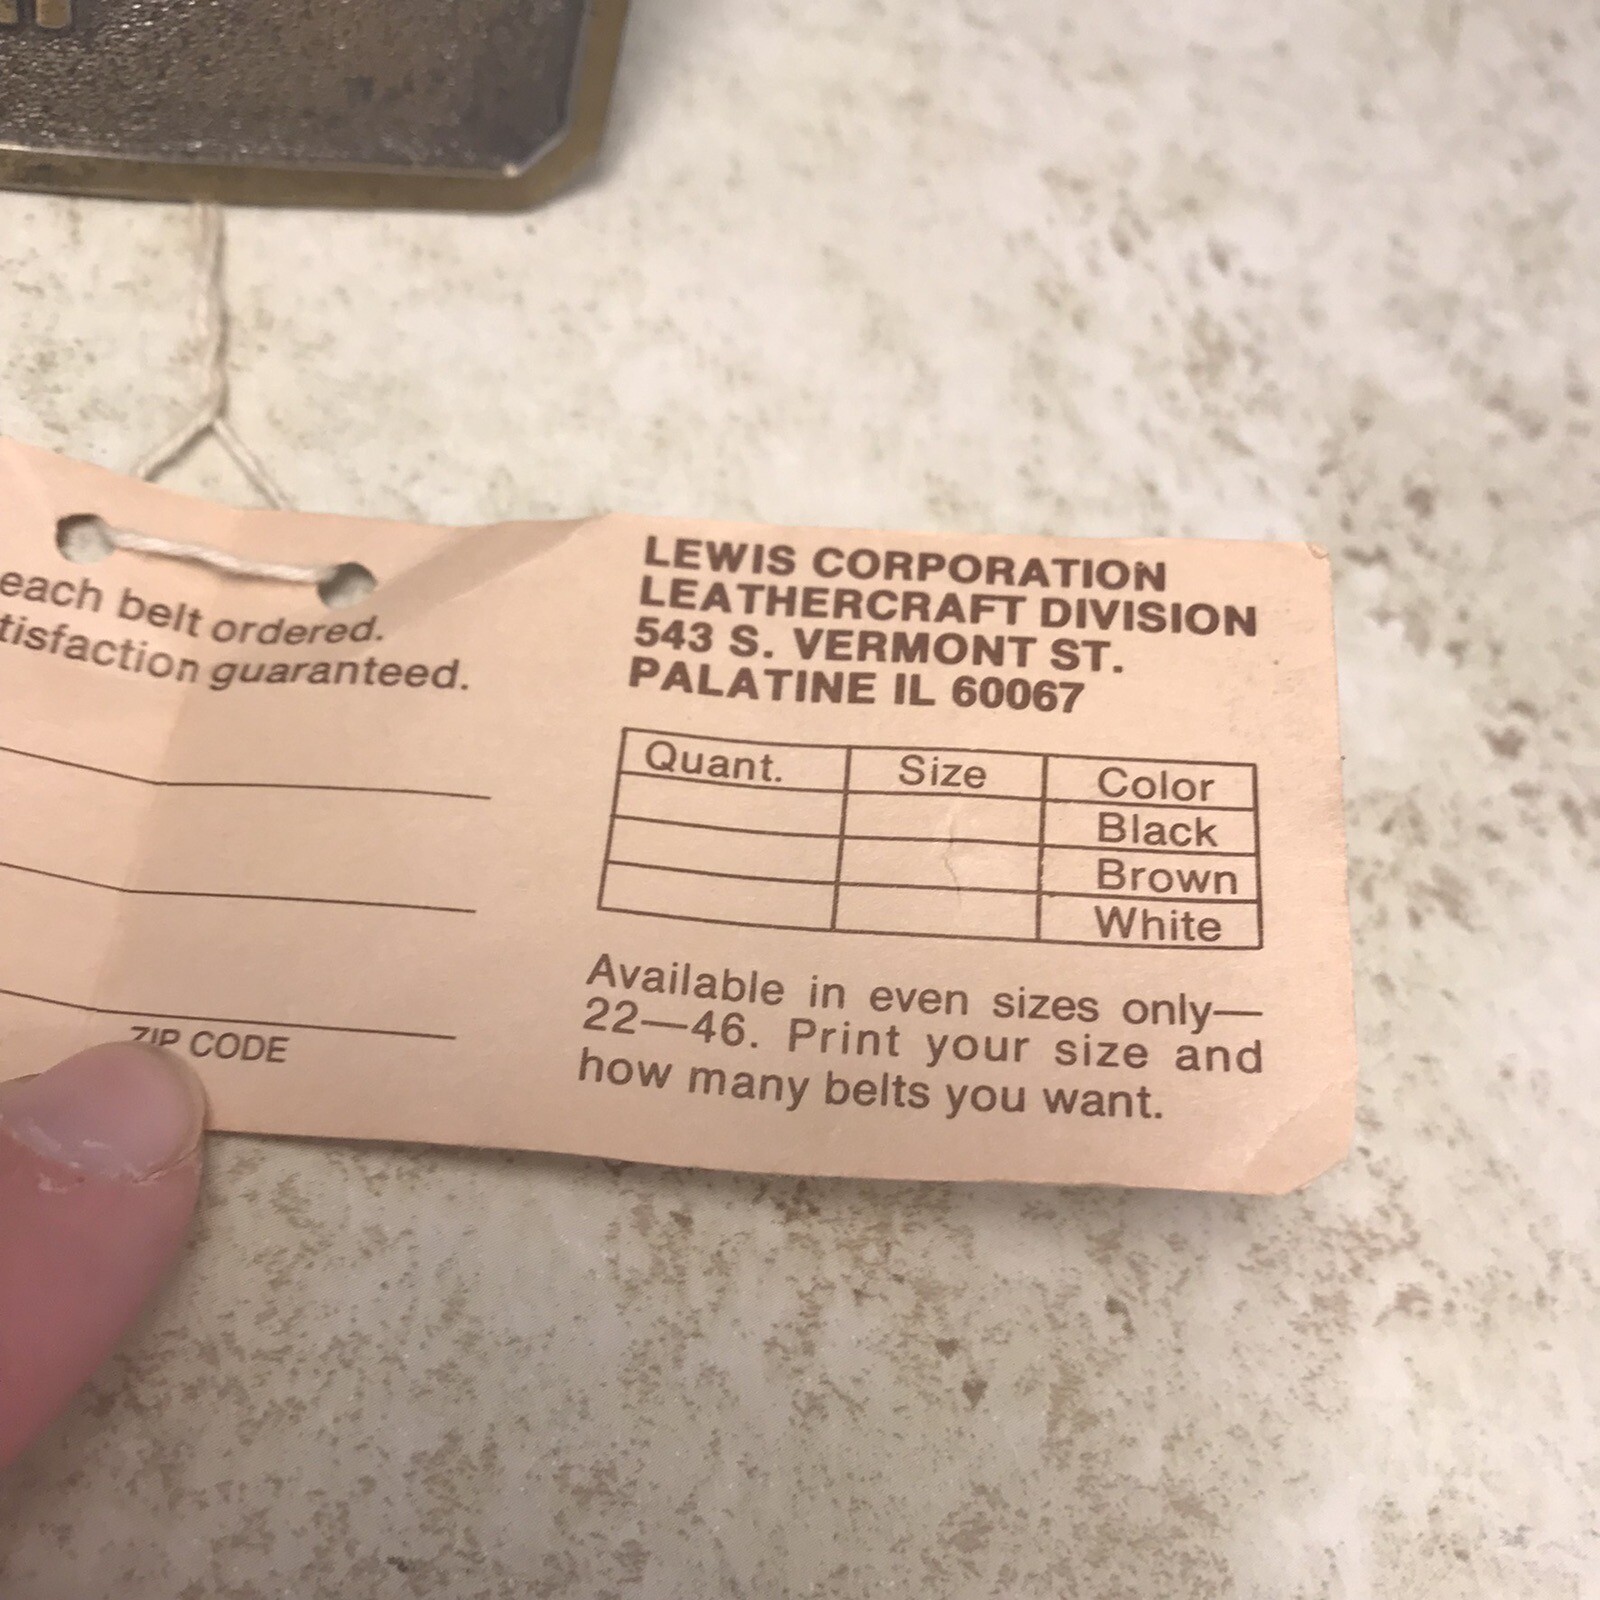 each belt ordered.
tisfaction guaranteed.
ZIP CODE
LEWIS CORPORATION
LEATHERCRAFT DIVISION
543 S. VERMONT ST.
PALATINE IL 60067
Quant. Size Color
Black
Brown
White
Available in even sizes only—
22—46. Print your size and
how many belts you want.